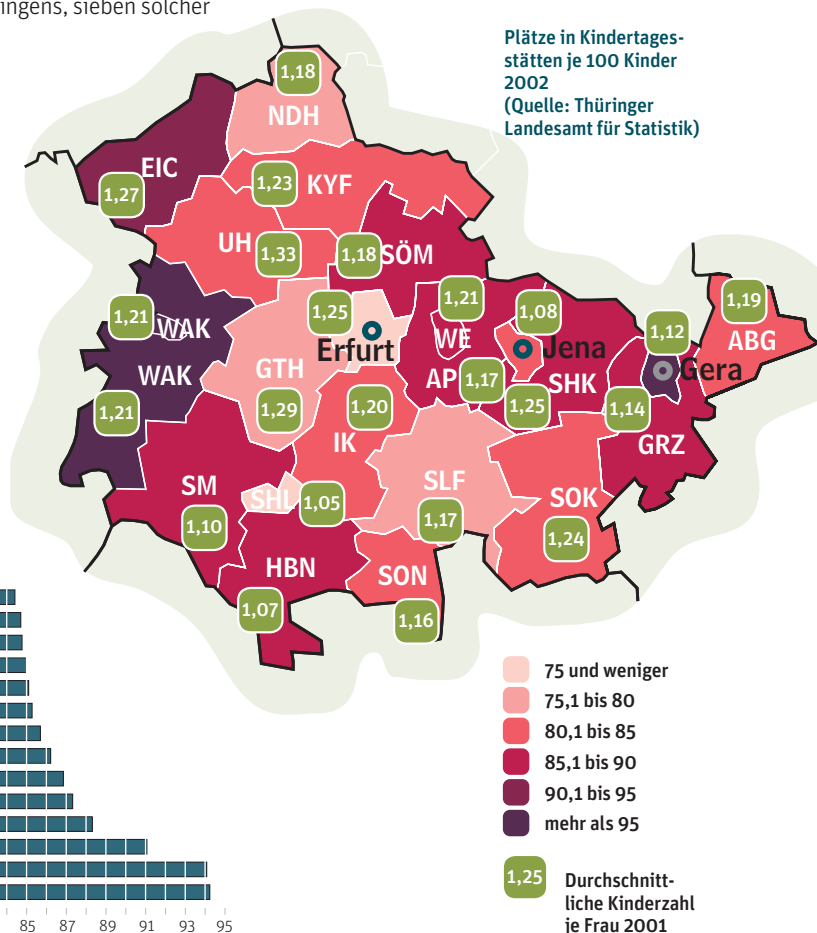 ingens, sieben solcher
Plätze in Kindertages-
stätten je 100 Kinder
2002
(Quelle: Thüringer
Landesamt für Statistik)
1,18
NDH
EIC
1,27
1,23
KYF
UH
1,33
1,18
SÖM
1,21
WAK
WAK
1,21
1,25
Erfurt
GTH
1,29
1,21
WE
1,08
Jena
AP
1,17
SHK
1,25
1,12
Gera
1,19
ABG
1,14
GRZ
1,20
IK
SM
1,10
SHL
1,05
SLF
1,17
SOK
1,24
HBN
1,07
SON
1,16
75 und weniger
75,1 bis 80
80,1 bis 85
85,1 bis 90
90,1 bis 95
mehr als 95
1,25
Durchschnitt-
liche Kinderzahl
je Frau 2001
85 87 89 91 93 95